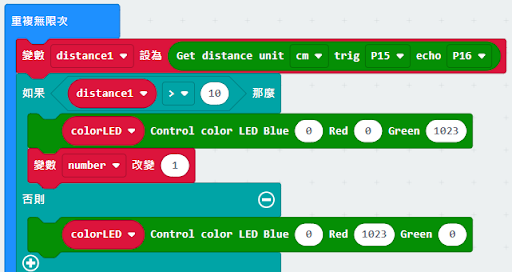 重複無限次
變數 distance1 設為 Get distance unit cm trig P15 echo P16
如果 distance1 > 10 那麼
colorLED Control color LED Blue 0 Red 0 Green 1023
變數 number 改變 1
否則
colorLED Control color LED Blue 0 Red 1023 Green 0